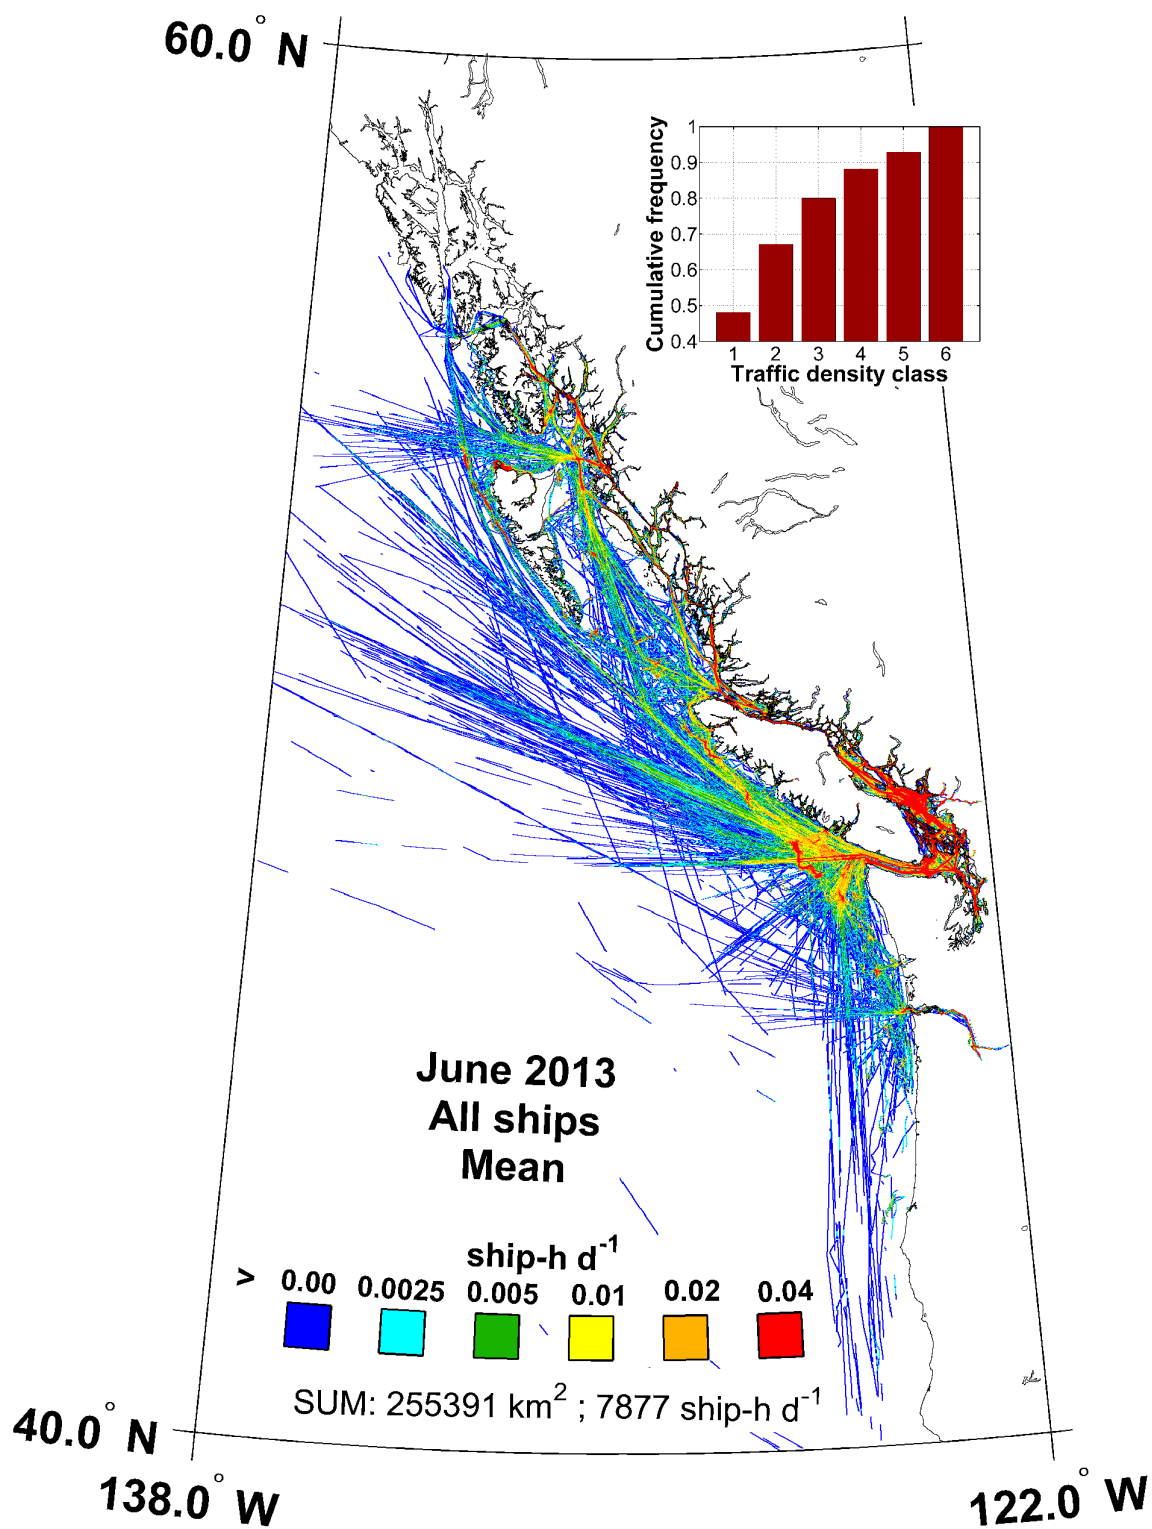 60.0° N
Cumulative frequency
1
0.9
0.8
0.7
0.6
0.5
0.4
1 2 3 4 5 6
Traffic density class
June 2013
All ships
Mean
ship-h d⁻¹
> 0.00 0.0025 0.005 0.01 0.02 0.04
SUM: 255391 km² ; 7877 ship-h d⁻¹
40.0° N
138.0° W
122.0° W